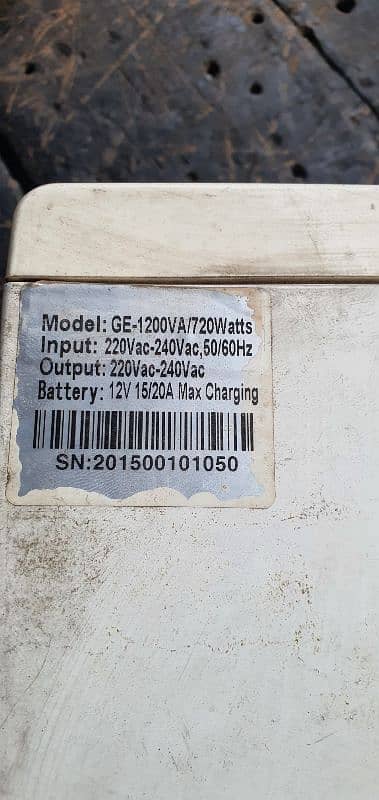 Model: GE-1200VA/720Watts
Input: 220Vac-240Vac,50/60Hz
Output: 220Vac-240Vac
Battery: 12V 15/20A Max Charging
SN:201500101050